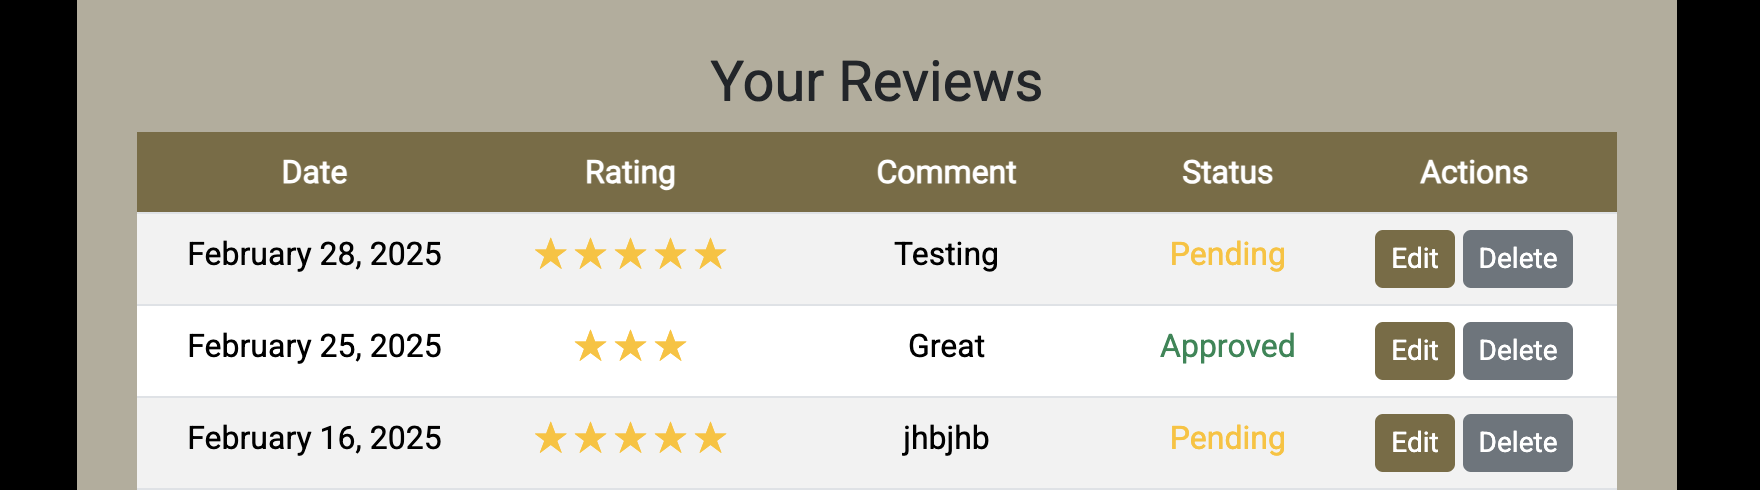 Your Reviews
Date Rating Comment Status Actions
February 28, 2025 ★★★★★ Testing Pending Edit Delete
February 25, 2025 ★★★ Great Approved Edit Delete
February 16, 2025 ★★★★★ jhbjhb Pending Edit Delete